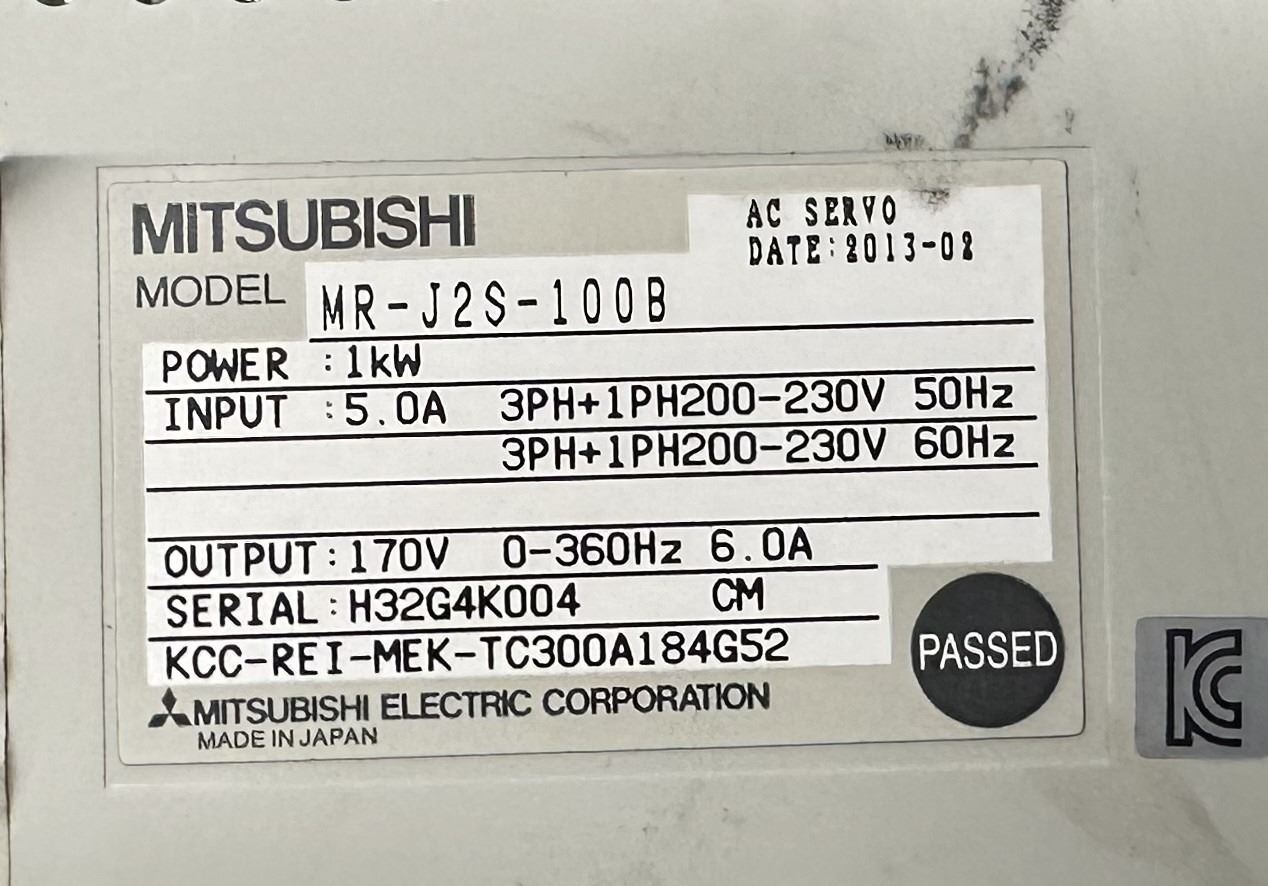 MITSUBISHI
AC SERVO
DATE:2013-02
MODEL MR-J2S-100B
POWER :1kW
INPUT :5.0A 3PH+1PH200-230V 50Hz
3PH+1PH200-230V 60Hz
OUTPUT:170V 0-360Hz 6.0A
SERIAL:H32G4K004 CM
KCC-REI-MEK-TC300A184G52
PASSED
MITSUBISHI ELECTRIC CORPORATION
MADE IN JAPAN
KC